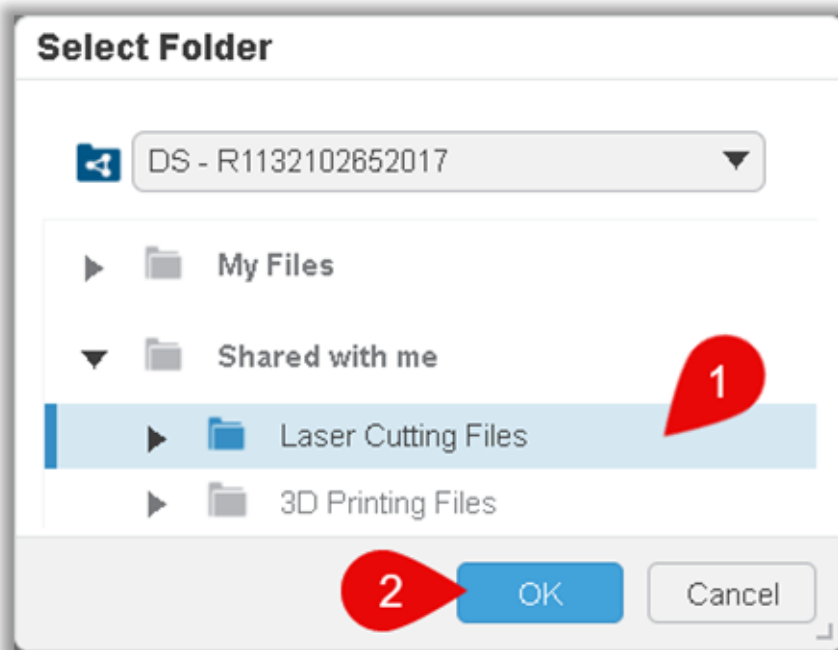 Select Folder
DS - R1132102652017
My Files
Shared with me
1
Laser Cutting Files
3D Printing Files
2
OK
Cancel